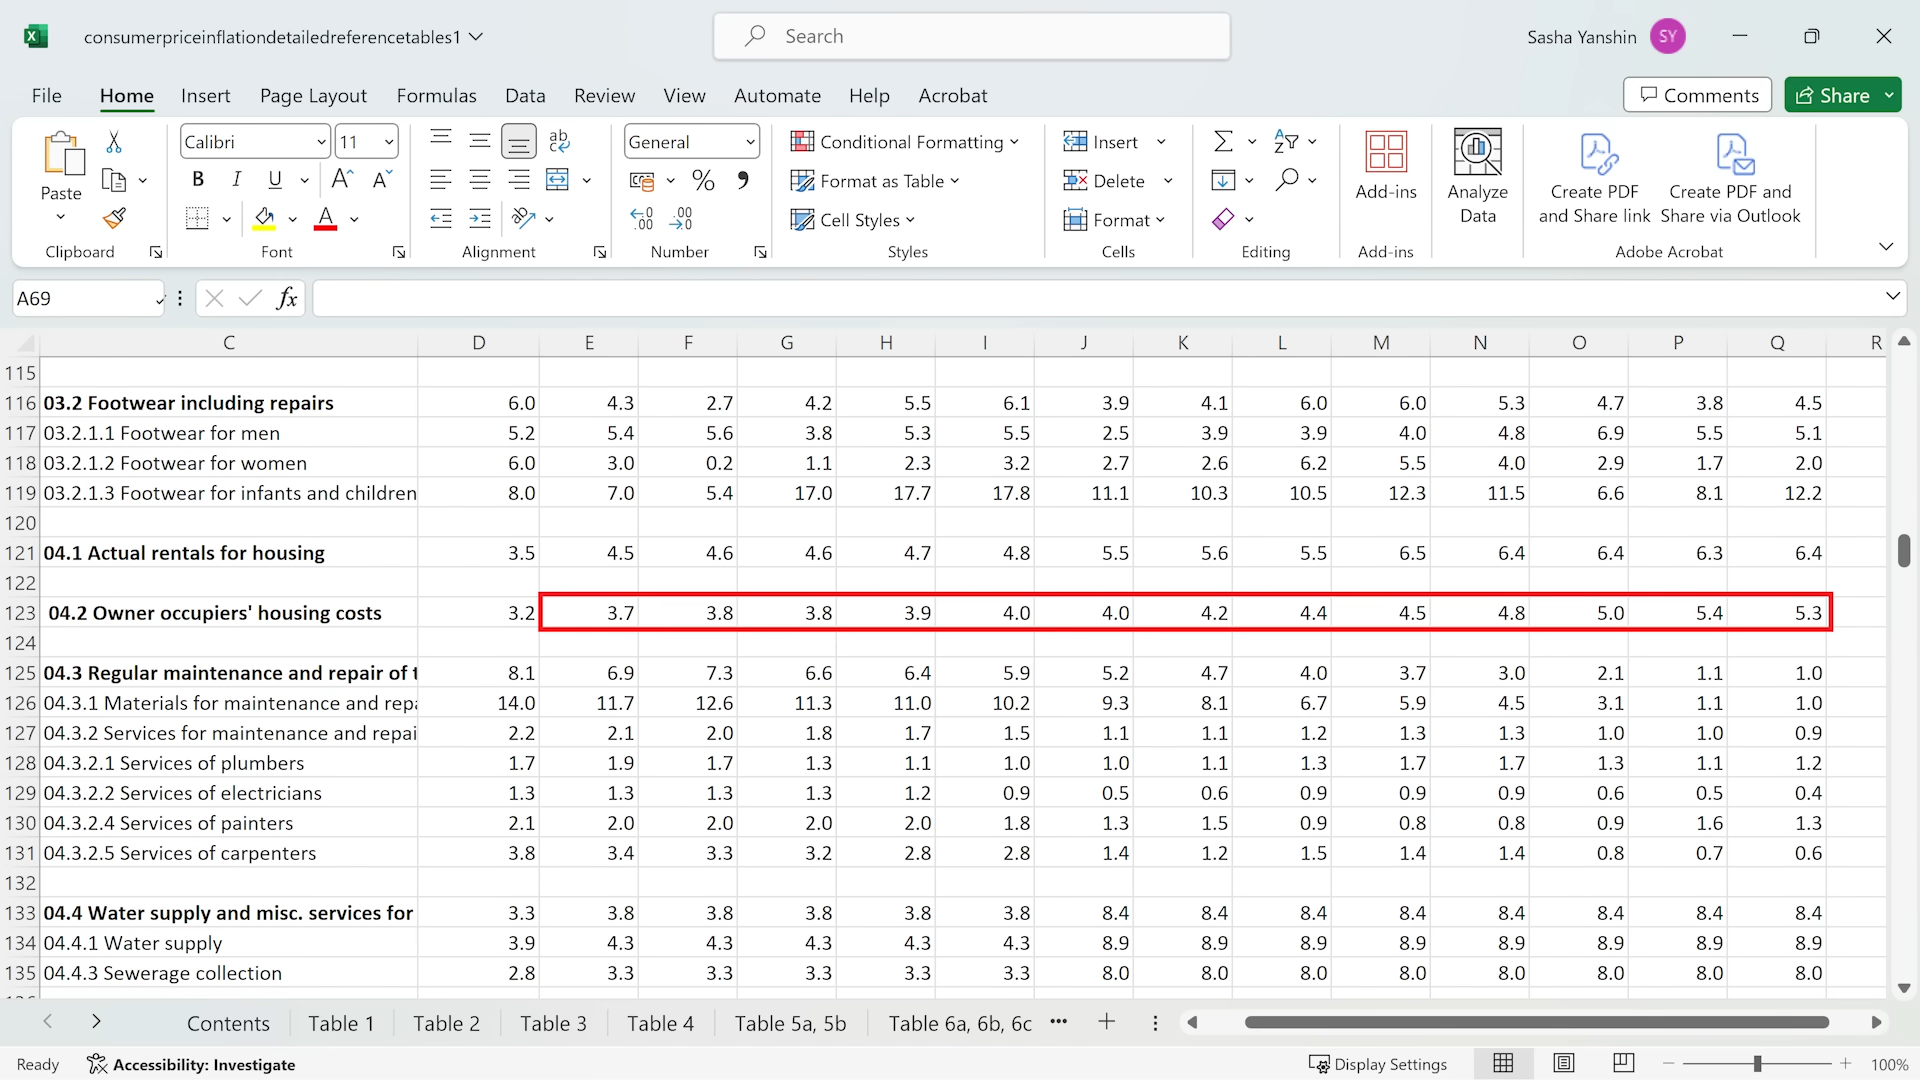 consumerpriceinflationdetailedreferencetables1
Search
Sasha Yanshin
SY
File Home Insert Page Layout Formulas Data Review View Automate Help Acrobat
Comments
Share
Paste
Clipboard
Calibri 11
B I U A A
A
Font
ab
Alignment
General
% 9
Number
Conditional Formatting
Format as Table
Cell Styles
Styles
Insert
Delete
Format
Cells
Editing
Add-ins
Add-ins
Analyze
Data
Create PDF
and Share link
Create PDF and
Share via Outlook
Adobe Acrobat
A69 fx
C D E F G H I J K L M N O P Q R
115
116 03.2 Footwear including repairs 6.0 4.3 2.7 4.2 5.5 6.1 3.9 4.1 6.0 6.0 5.3 4.7 3.8 4.5
117 03.2.1.1 Footwear for men 5.2 5.4 5.6 3.8 5.3 5.5 2.5 3.9 3.9 4.0 4.8 6.9 5.5 5.1
118 03.2.1.2 Footwear for women 6.0 3.0 0.2 1.1 2.3 3.2 2.7 2.6 6.2 5.5 4.0 2.9 1.7 2.0
119 03.2.1.3 Footwear for infants and children 8.0 7.0 5.4 17.0 17.7 17.8 11.1 10.3 10.5 12.3 11.5 6.6 8.1 12.2
120
121 04.1 Actual rentals for housing 3.5 4.5 4.6 4.6 4.7 4.8 5.5 5.6 5.5 6.5 6.4 6.4 6.3 6.4
122
123 04.2 Owner occupiers' housing costs 3.2 3.7 3.8 3.8 3.9 4.0 4.0 4.2 4.4 4.5 4.8 5.0 5.4 5.3
124
125 04.3 Regular maintenance and repair of t 8.1 6.9 7.3 6.6 6.4 5.9 5.2 4.7 4.0 3.7 3.0 2.1 1.1 1.0
126 04.3.1 Materials for maintenance and repa 14.0 11.7 12.6 11.3 11.0 10.2 9.3 8.1 6.7 5.9 4.5 3.1 1.1 1.0
127 04.3.2 Services for maintenance and repai 2.2 2.1 2.0 1.8 1.7 1.5 1.1 1.1 1.2 1.3 1.3 1.0 1.0 0.9
128 04.3.2.1 Services of plumbers 1.7 1.9 1.7 1.3 1.1 1.0 1.0 1.1 1.3 1.7 1.7 1.3 1.1 1.2
129 04.3.2.2 Services of electricians 1.3 1.3 1.3 1.3 1.2 0.9 0.5 0.6 0.9 0.9 0.9 0.6 0.5 0.4
130 04.3.2.4 Services of painters 2.1 2.0 2.0 2.0 2.0 1.8 1.3 1.5 0.9 0.8 0.8 0.9 1.6 1.3
131 04.3.2.5 Services of carpenters 3.8 3.4 3.3 3.2 2.8 2.8 1.4 1.2 1.5 1.4 1.4 0.8 0.7 0.6
132
133 04.4 Water supply and misc. services for 3.3 3.8 3.8 3.8 3.8 3.8 8.4 8.4 8.4 8.4 8.4 8.4 8.4 8.4
134 04.4.1 Water supply 3.9 4.3 4.3 4.3 4.3 4.3 8.9 8.9 8.9 8.9 8.9 8.9 8.9 8.9
135 04.4.3 Sewerage collection 2.8 3.3 3.3 3.3 3.3 3.3 8.0 8.0 8.0 8.0 8.0 8.0 8.0 8.0
Contents Table 1 Table 2 Table 3 Table 4 Table 5a, 5b Table 6a, 6b, 6c ...
Ready Accessibility: Investigate Display Settings 100%